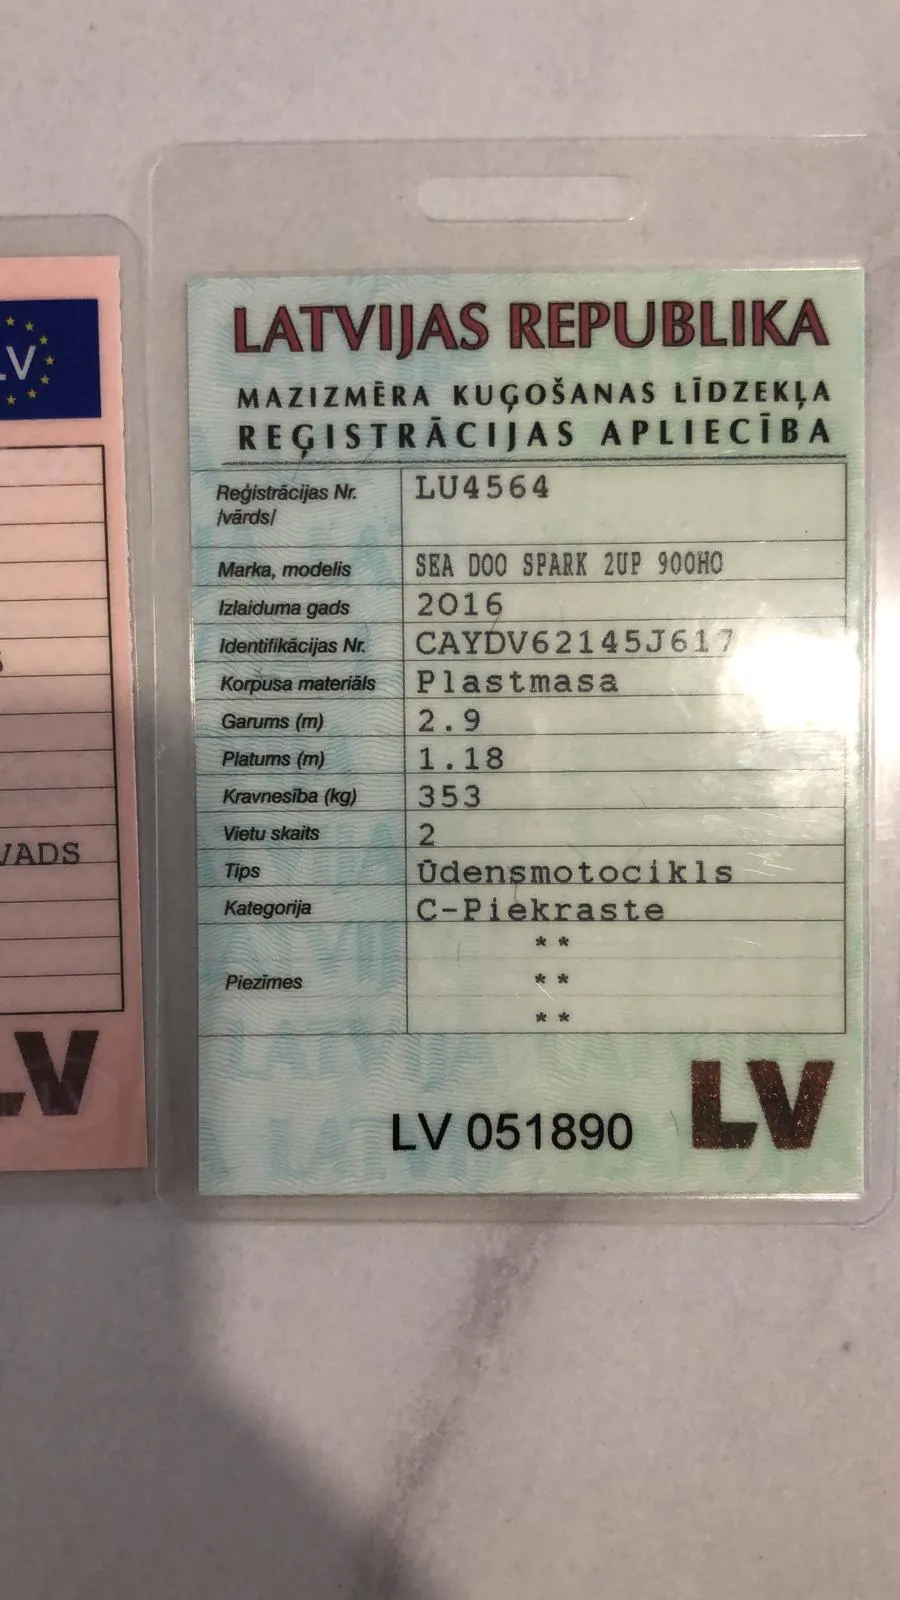 LV
VADS
LV
LATVIJAS REPUBLIKA
MAZIZMĒRA KUĢOŠANAS LĪDZEKĻA
REĢISTRĀCIJAS APLIECĪBA
Reģistrācijas Nr. LU4564
/vārds/
Marka, modelis SEA DOO SPARK 2UP 900HO
Izlaiduma gads 2016
Identifikācijas Nr. CAYDV62145J617
Korpusa materiāls Plastmasa
Garums (m) 2.9
Platums (m) 1.18
Kravnesība (kg) 353
Vietu skaits 2
Tips Ūdensmotocikls
Kategorija C-Piekraste
**
Piezīmes **
**
LV 051890 LV